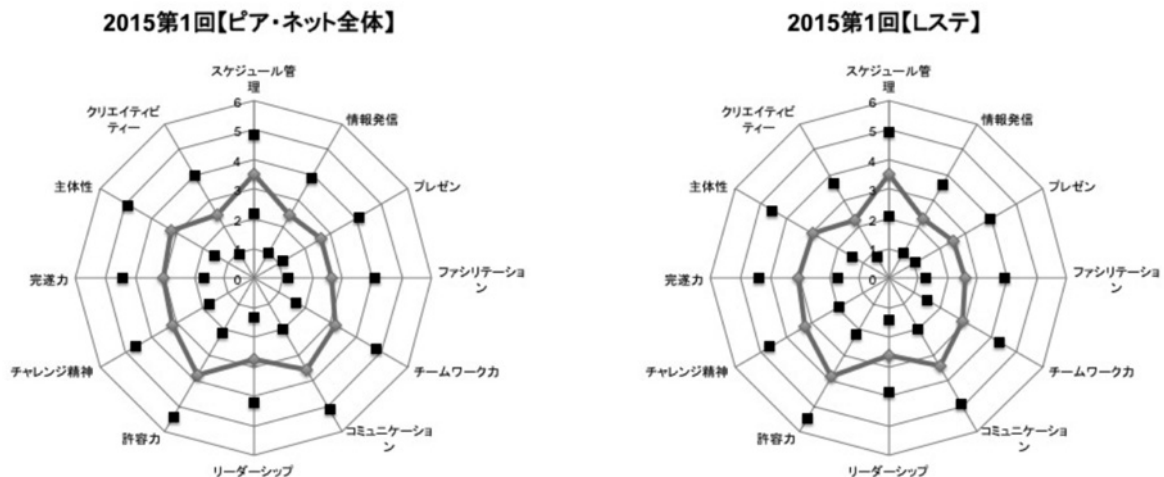 2015第1回【ピア・ネット全体】
スケジュール管
理
情報発信
プレゼン
ファシリテーショ
ン
チームワーク力
コミュニケーショ
ン
リーダーシップ
許容力
チャレンジ精神
完遂力
主体性
クリエイティビ
ティー
6
5
4
3
2
1
0
2015第1回【Lステ】
スケジュール管
理
情報発信
プレゼン
ファシリテーショ
ン
チームワーク力
コミュニケーショ
ン
リーダーシップ
許容力
チャレンジ精神
完遂力
主体性
クリエイティビ
ティー
6
5
4
3
2
1
0